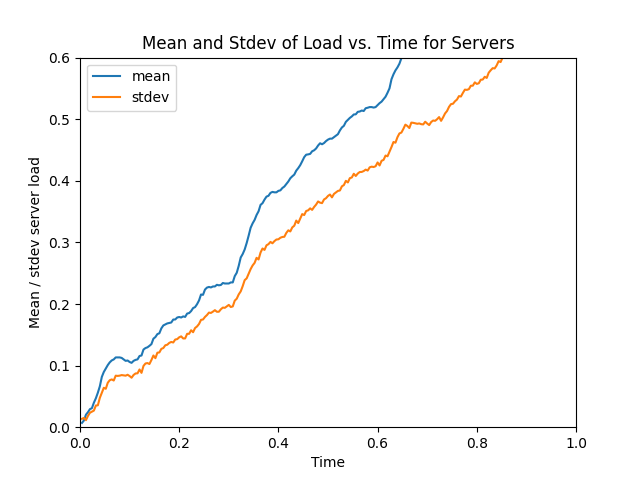 Mean and Stdev of Load vs. Time for Servers
mean
stdev
Mean / stdev server load
0.6
0.5
0.4
0.3
0.2
0.1
0.0
0.0 0.2 0.4 0.6 0.8 1.0
Time